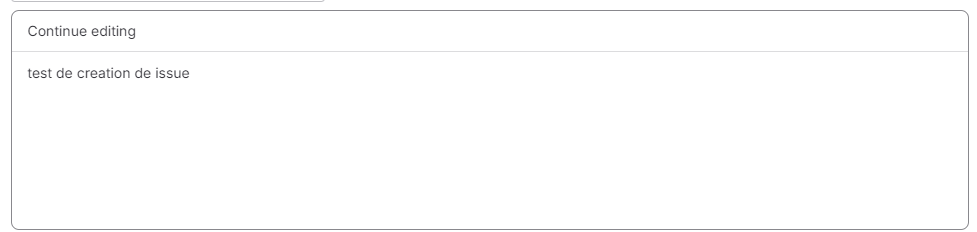 Continue editing
test de creation de issue